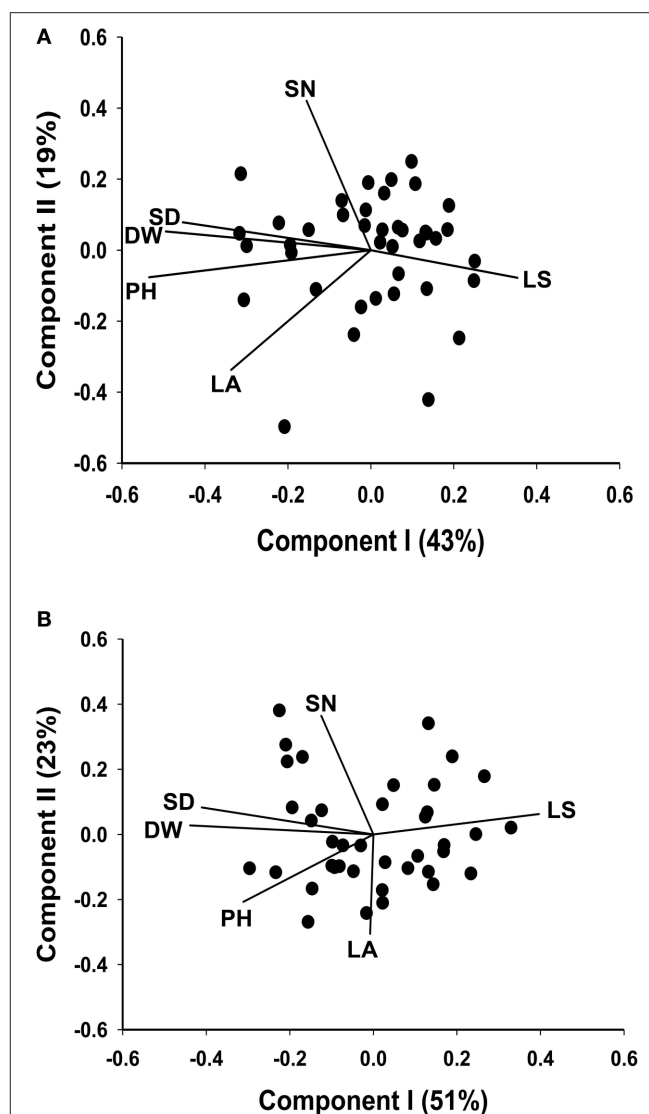 A
0.6
0.4
0.2
0.0
-0.2
-0.4
-0.6
Component II (19%)
SN
SD
DW
PH
LA
LS
-0.6 -0.4 -0.2 0.0 0.2 0.4 0.6
Component I (43%)
B
0.6
0.4
0.2
0.0
-0.2
-0.4
-0.6
Component II (23%)
SN
SD
DW
PH
LA
LS
-0.6 -0.4 -0.2 0.0 0.2 0.4 0.6
Component I (51%)